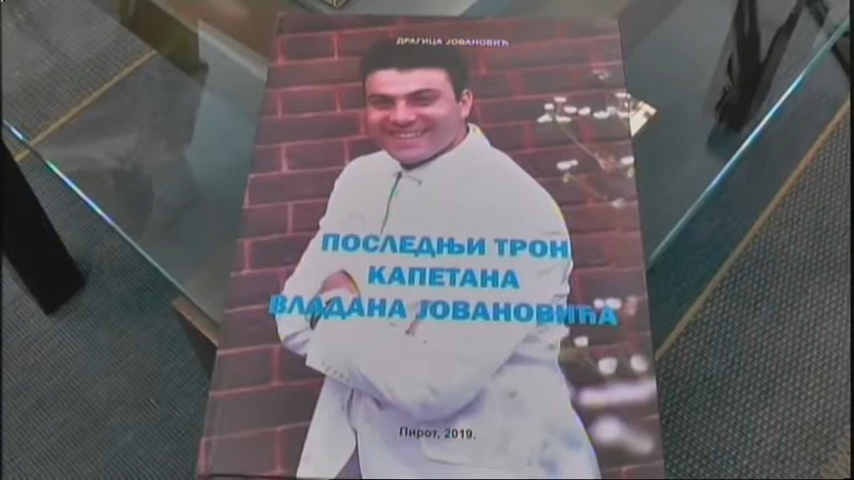 ДРАГИЦА ЈОВАНОВИЋ
ПОСЛЕДЊИ ТРОН
КАПЕТАНА
ВЛАДАНА ЈОВАНОВИЋА
Пирот, 2019.